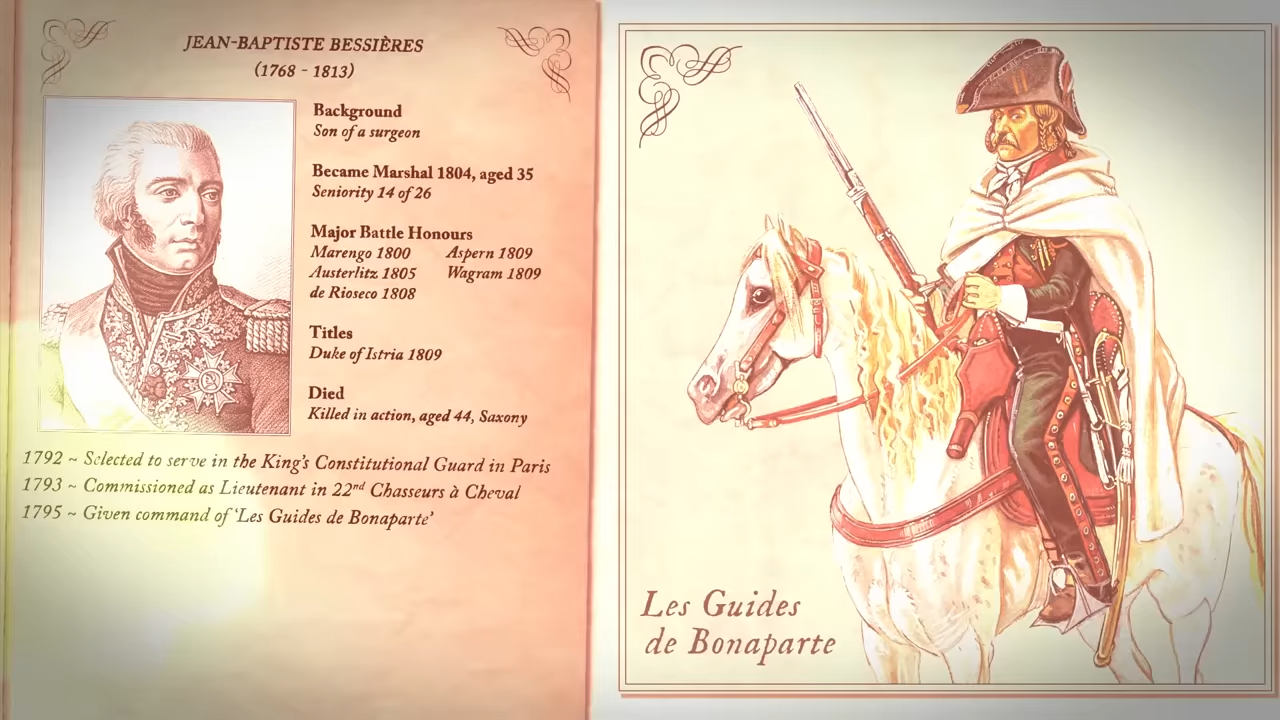 JEAN-BAPTISTE BESSIÈRES
(1768 - 1813)
Background
Son of a surgeon
Became Marshal 1804, aged 35
Seniority 14 of 26
Major Battle Honours
Marengo 1800 Aspern 1809
Austerlitz 1805 Wagram 1809
de Rioseco 1808
Titles
Duke of Istria 1809
Died
Killed in action, aged 44, Saxony
1792 ~ Selected to serve in the King's Constitutional Guard in Paris
1793 ~ Commissioned as Lieutenant in 22nd Chasseurs à Cheval
1795 ~ Given command of 'Les Guides de Bonaparte'
Les Guides
de Bonaparte